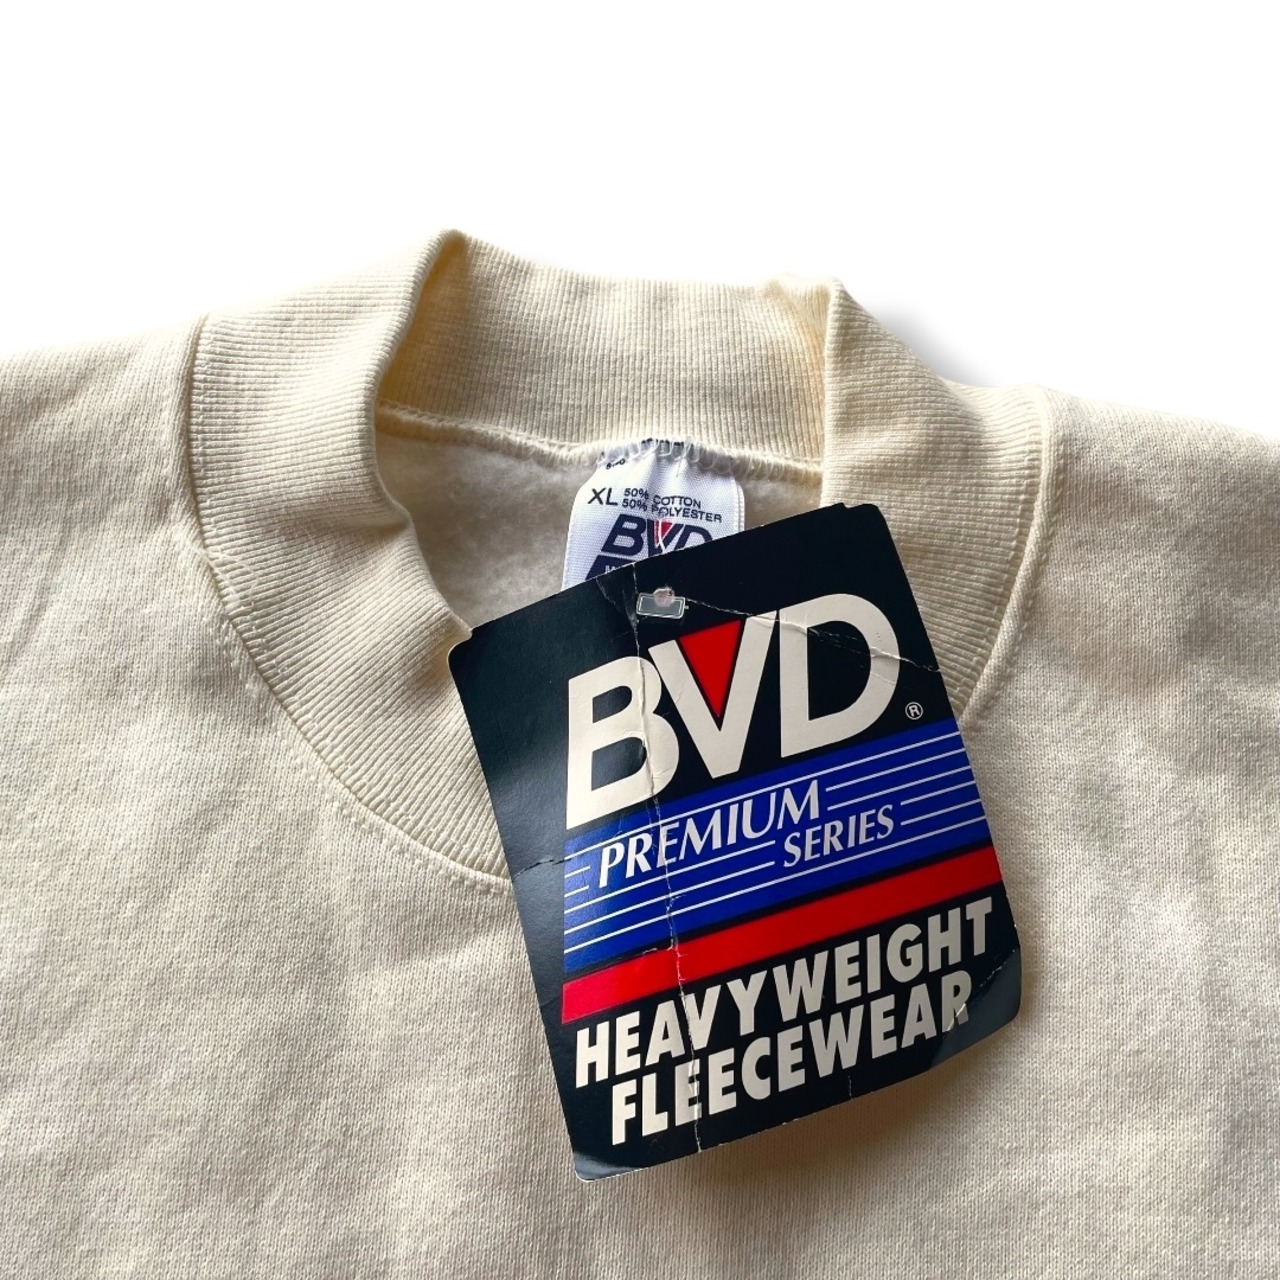 XL 50% COTTON
50% POLYESTER
BVD
BVD®
PREMIUM
SERIES
HEAVYWEIGHT
FLEECEWEAR